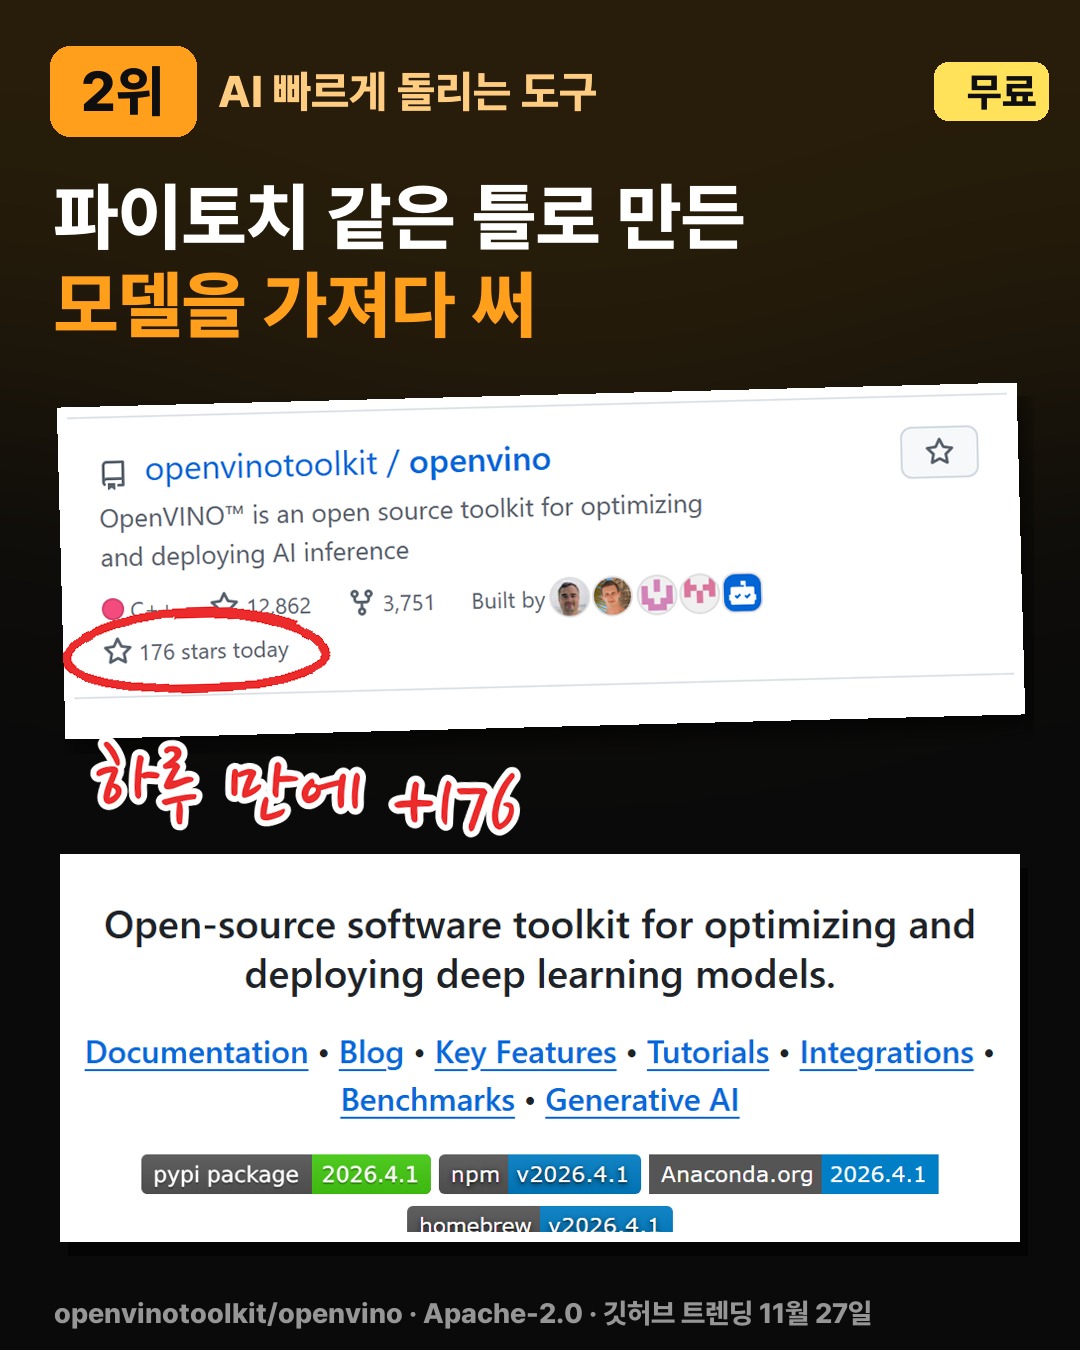 2위
AI 빠르게 돌리는 도구
무료
파이토치 같은 틀로 만든
모델을 가져다 써
openvinotoolkit / openvino
OpenVINO™ is an open source toolkit for optimizing
and deploying AI inference
C++ 12,862 3,751 Built by
176 stars today
하루 만에 +176
Open-source software toolkit for optimizing and
deploying deep learning models.
Documentation • Blog • Key Features • Tutorials • Integrations •
Benchmarks • Generative AI
pypi package 2026.4.1 npm v2026.4.1 Anaconda.org 2026.4.1
homebrew v2026.4.1
openvinotoolkit/openvino · Apache-2.0 · 깃허브 트렌딩 11월 27일